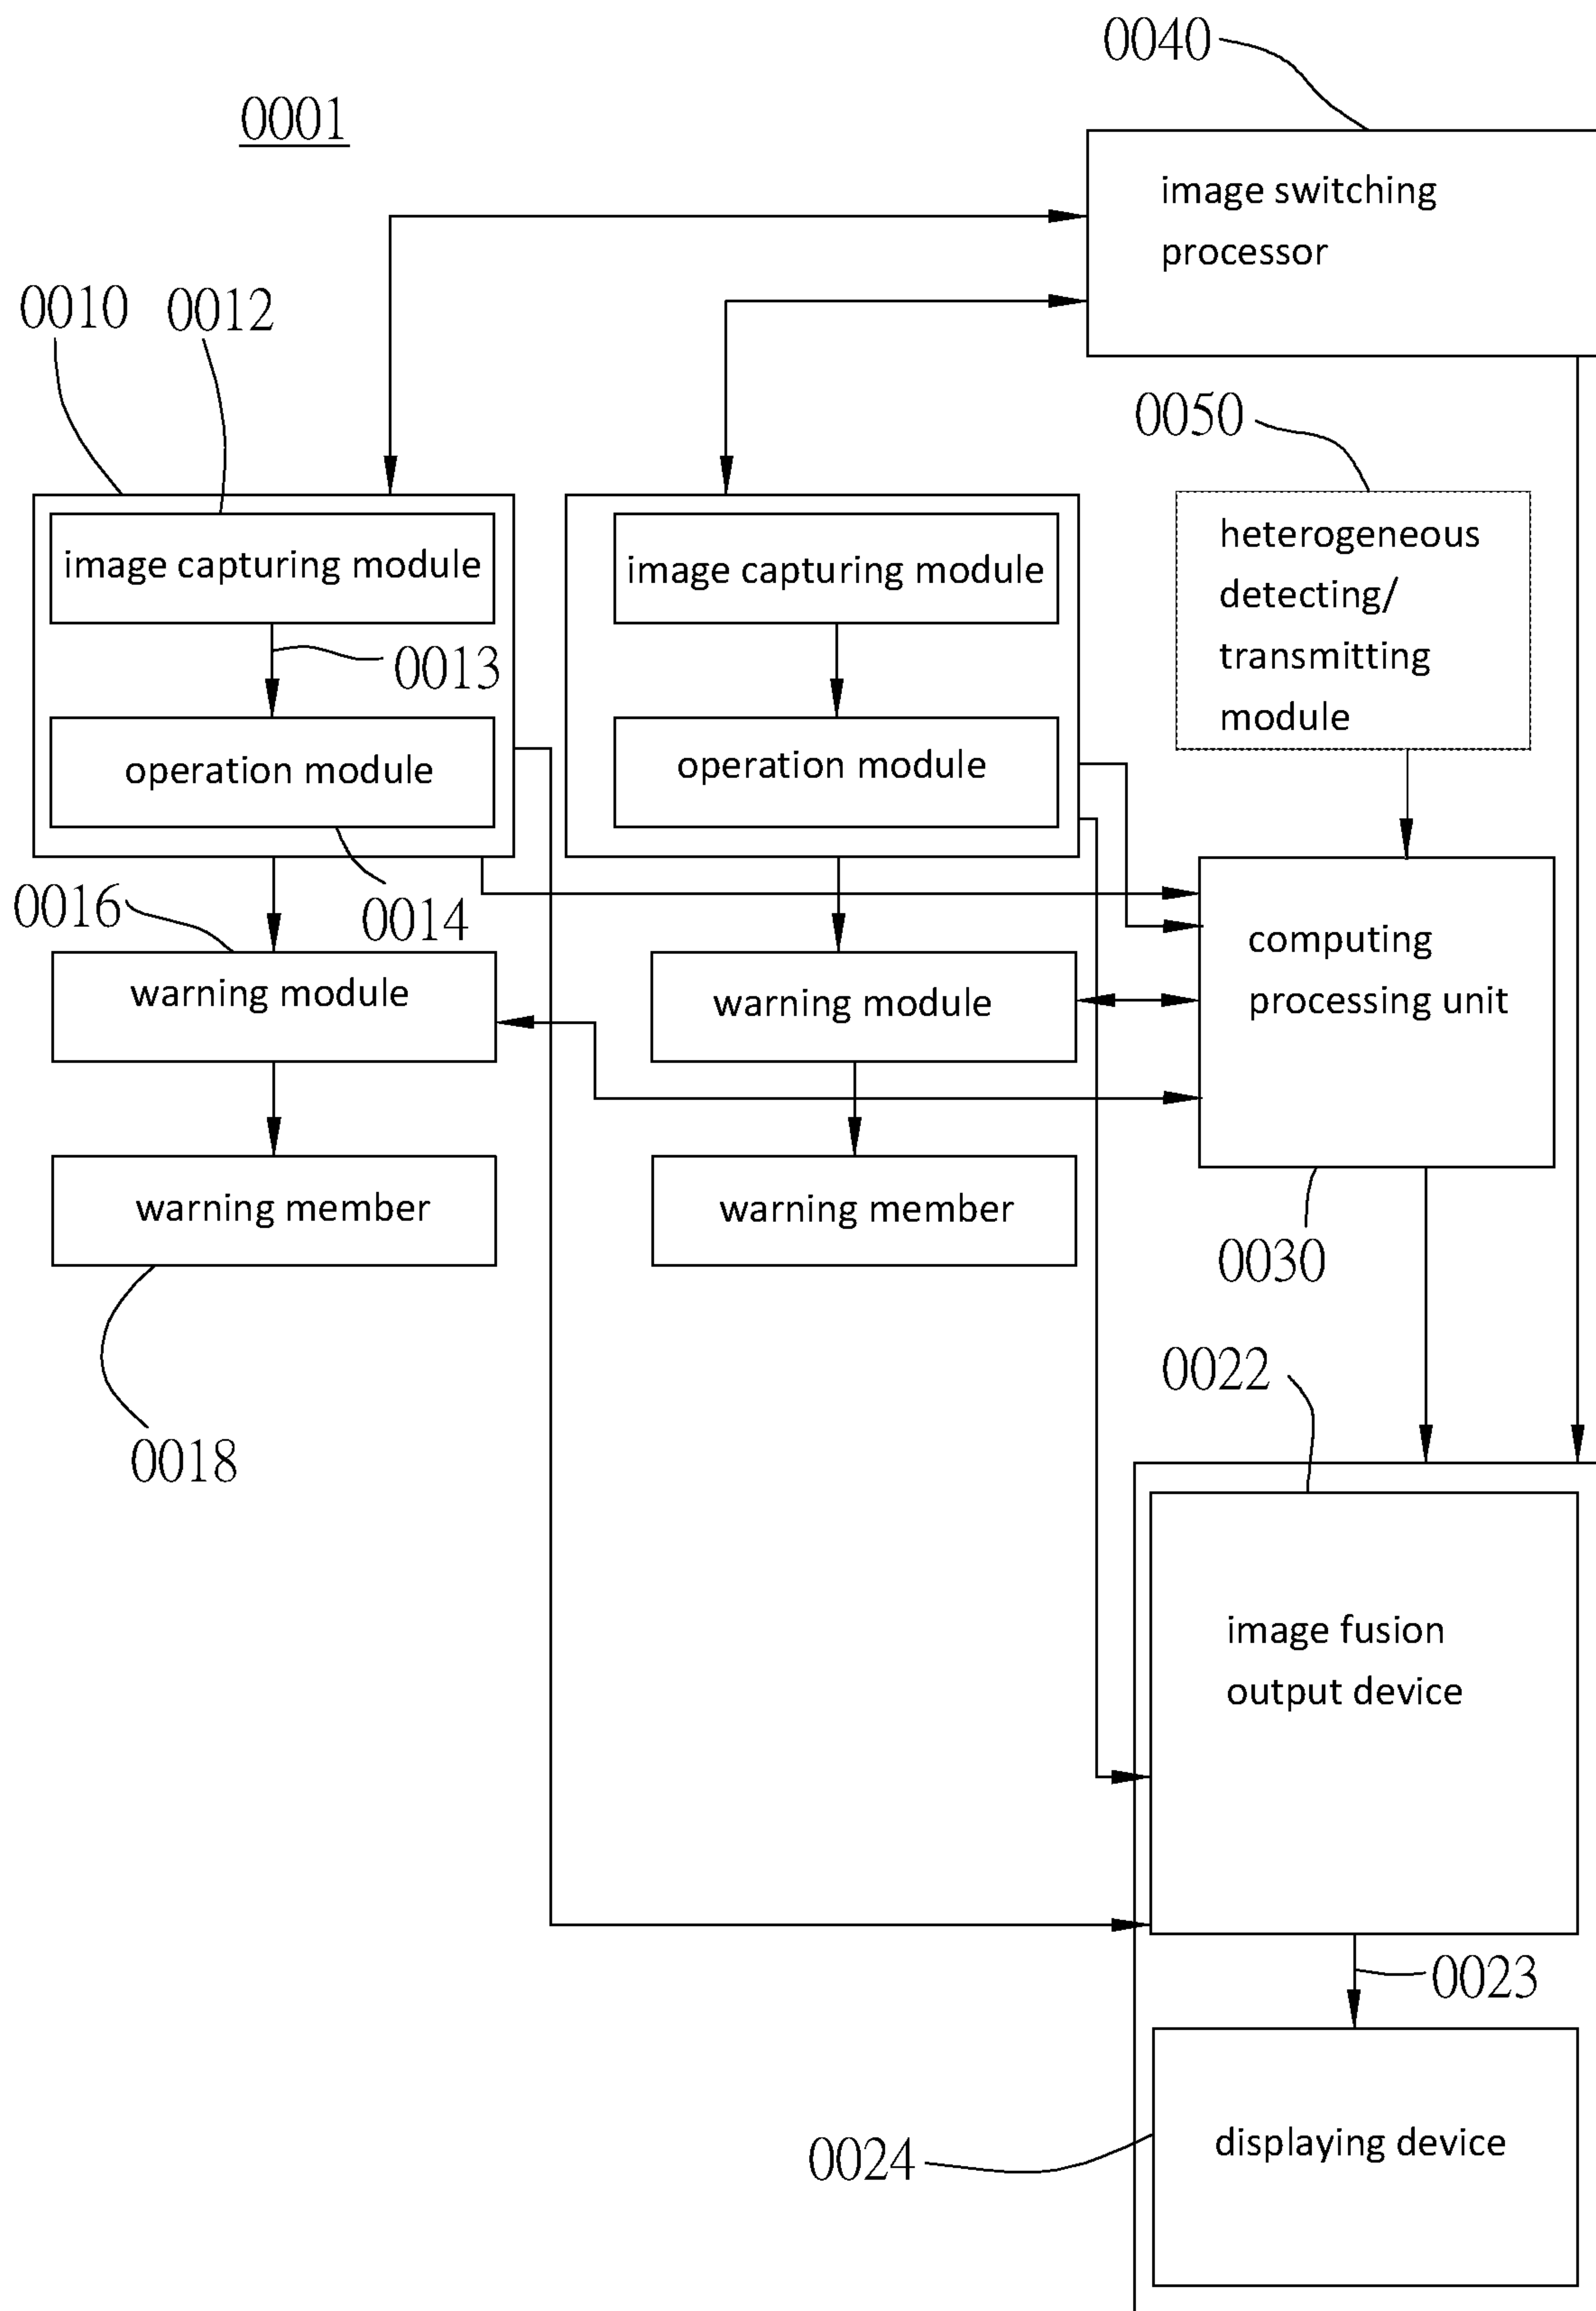 0040
0001
image switching
processor
0010
0012
0050
image capturing module
image capturing module
heterogeneous
detecting/
transmitting
module
0013
operation module
operation module
0016
0014
warning module
warning module
computing
processing unit
warning member
warning member
0030
0018
0022
image fusion
output device
0023
0024
displaying device